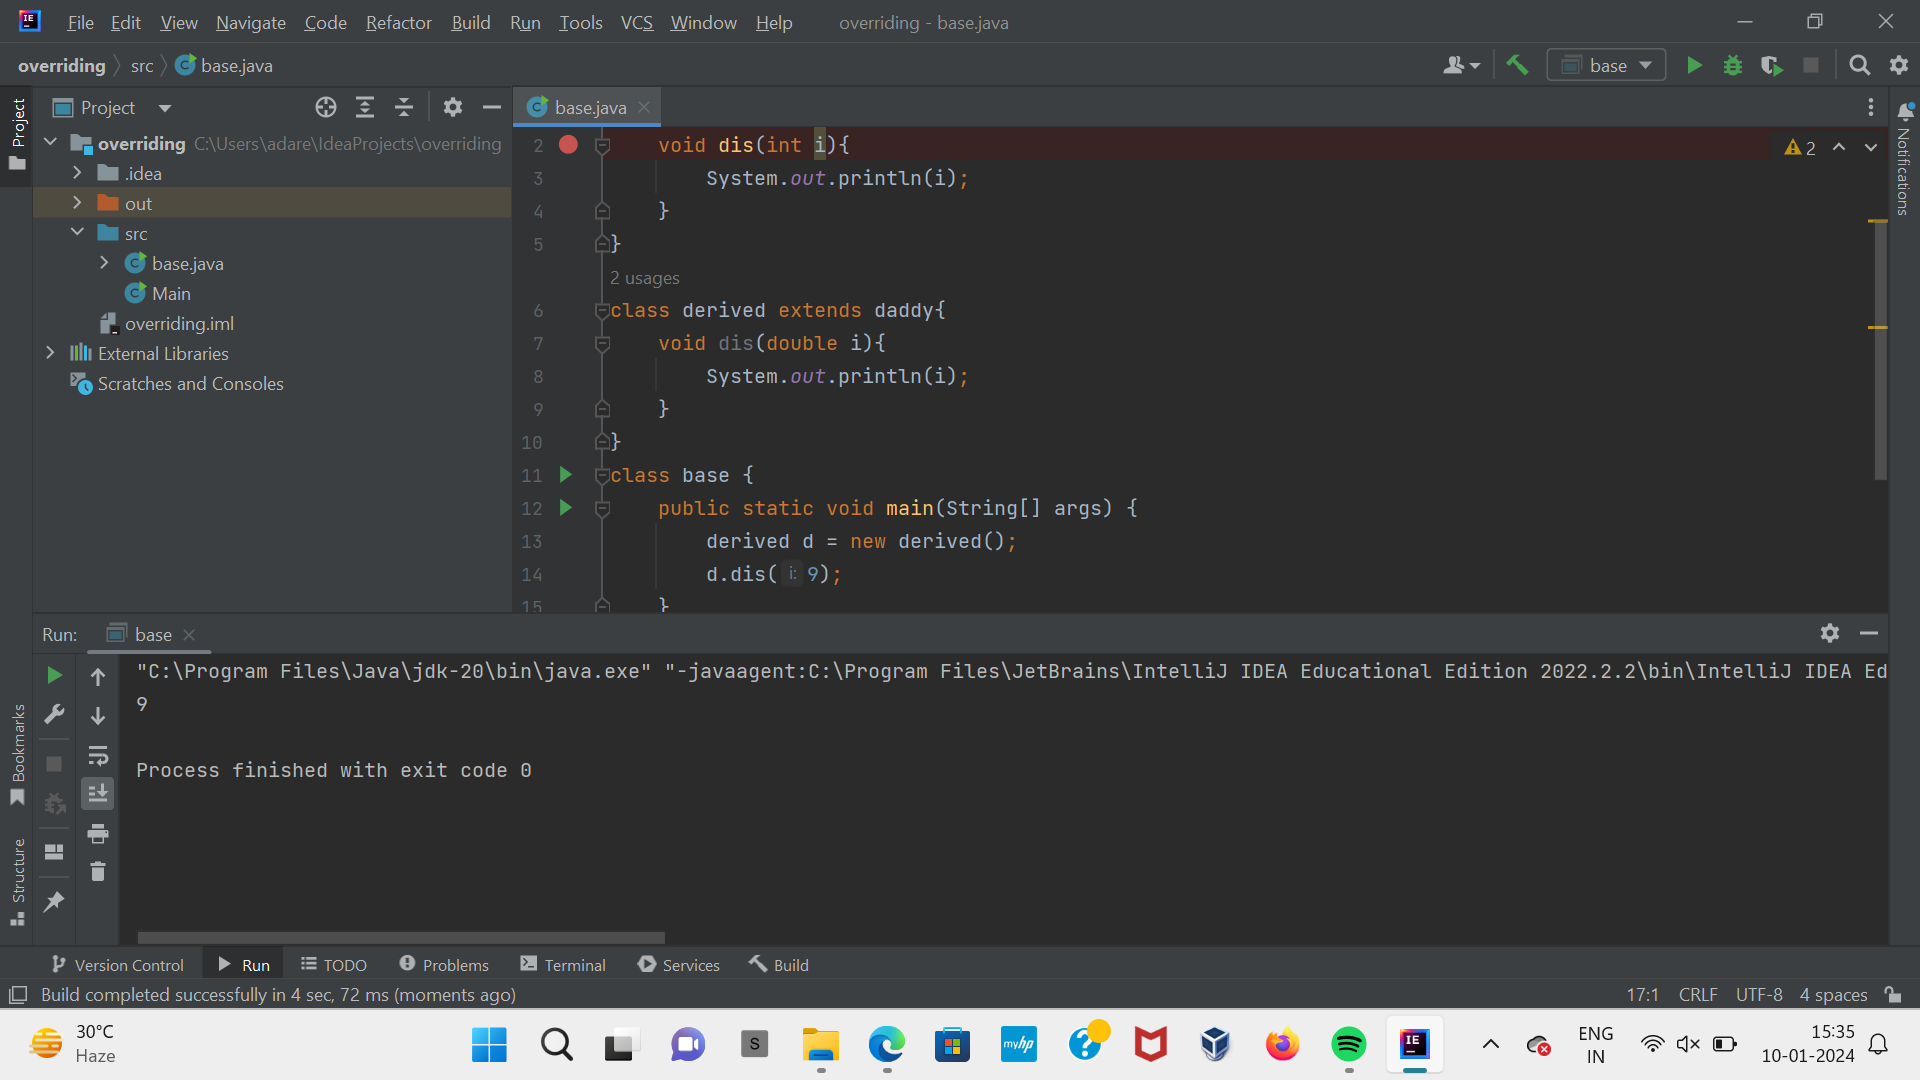 File Edit View Navigate Code Refactor Build Run Tools VCS Window Help overriding - base.java
overriding src base.java
base
Project
base.java
Project
Notifications
overriding C:\Users\adare\IdeaProjects\overriding
.idea
out
src
base.java
Main
overriding.iml
External Libraries
Scratches and Consoles
2 void dis(int i){
2
3 System.out.println(i);
4 }
5 }
2 usages
6 class derived extends daddy{
7 void dis(double i){
8 System.out.println(i);
9 }
10 }
11 class base {
12 public static void main(String[] args) {
13 derived d = new derived();
14 d.dis( i: 9);
15 }
Run: base
"C:\Program Files\Java\jdk-20\bin\java.exe" "-javaagent:C:\Program Files\JetBrains\IntelliJ IDEA Educational Edition 2022.2.2\bin\IntelliJ IDEA Ed
9
Process finished with exit code 0
Bookmarks
Structure
Version Control Run TODO Problems Terminal Services Build
Build completed successfully in 4 sec, 72 ms (moments ago) 17:1 CRLF UTF-8 4 spaces
30°C
Haze
S
myhp
IE
ENG
IN
15:35
10-01-2024